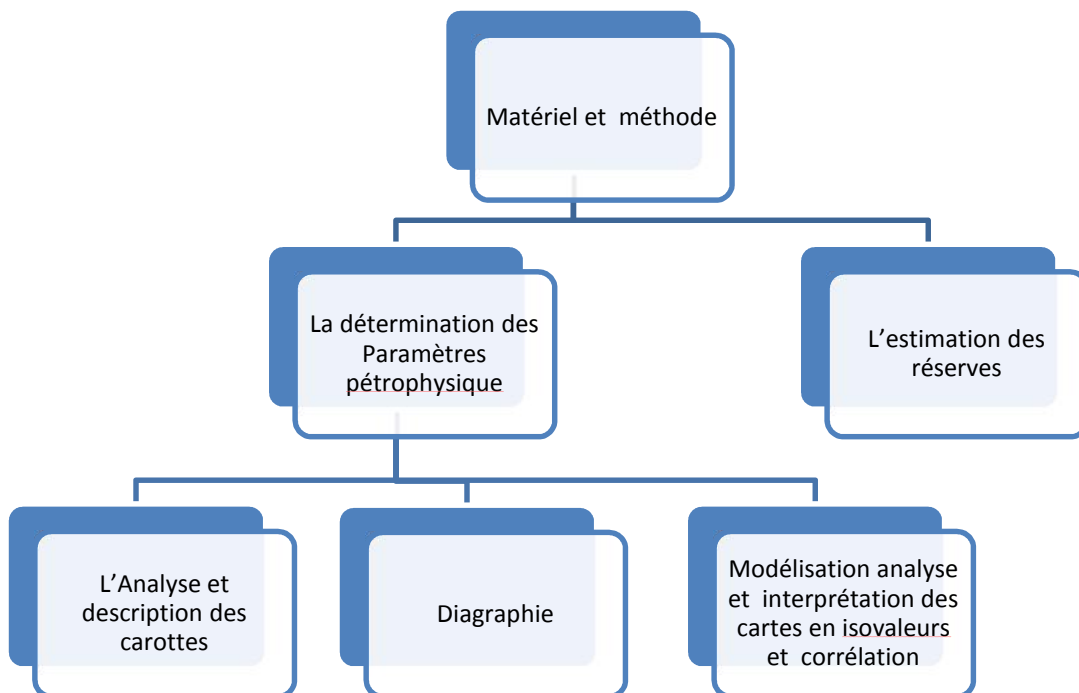 Matériel et méthode
La détermination des
Paramètres
pétrophysique
L’estimation des
réserves
L’Analyse et
description des
carottes
Diagraphie
Modélisation analyse
et interprétation des
cartes en isovaleurs
et corrélation